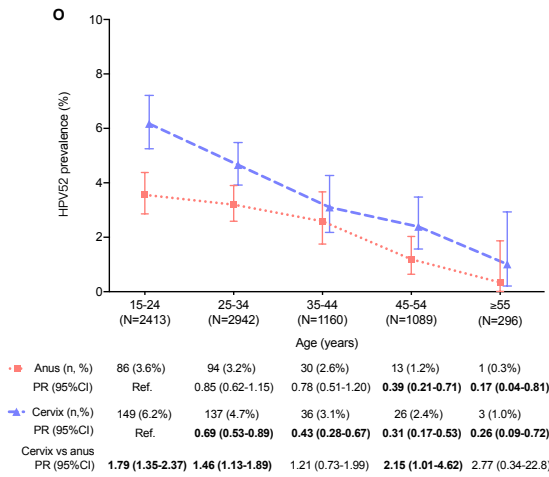 O
10
8
6
4
2
0
HPV52 prevalence (%)
15-24 25-34 35-44 45-54 ≥55
(N=2413) (N=2942) (N=1160) (N=1089) (N=296)
Age (years)
Anus (n, %) 86 (3.6%) 94 (3.2%) 30 (2.6%) 13 (1.2%) 1 (0.3%)
PR (95%CI) Ref. 0.85 (0.62-1.15) 0.78 (0.51-1.20) 0.39 (0.21-0.71) 0.17 (0.04-0.81)
Cervix (n,%) 149 (6.2%) 137 (4.7%) 36 (3.1%) 26 (2.4%) 3 (1.0%)
PR (95%CI) Ref. 0.69 (0.53-0.89) 0.43 (0.28-0.67) 0.31 (0.17-0.53) 0.26 (0.09-0.72)
Cervix vs anus
PR (95%CI) 1.79 (1.35-2.37) 1.46 (1.13-1.89) 1.21 (0.73-1.99) 2.15 (1.01-4.62) 2.77 (0.34-22.8)